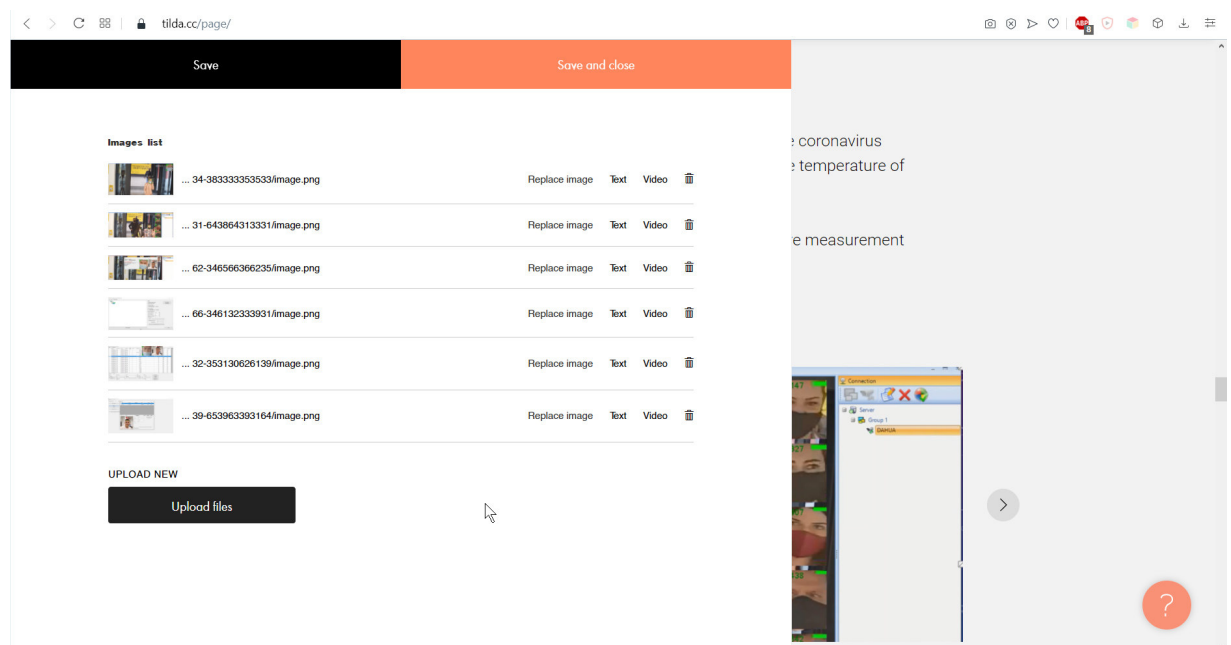 tilda.cc/page/
ABP
8
Save
Save and close
Images list
... 34-383333353533/image.png Replace image Text Video
... 31-643864313331/image.png Replace image Text Video
... 62-346566366235/image.png Replace image Text Video
... 66-346132333931/image.png Replace image Text Video
... 32-353130626139/image.png Replace image Text Video
... 39-653963393164/image.png Replace image Text Video
UPLOAD NEW
Upload files
coronavirus
temperature of
e measurement
Connection
Server
Group 1
DAHUA
?